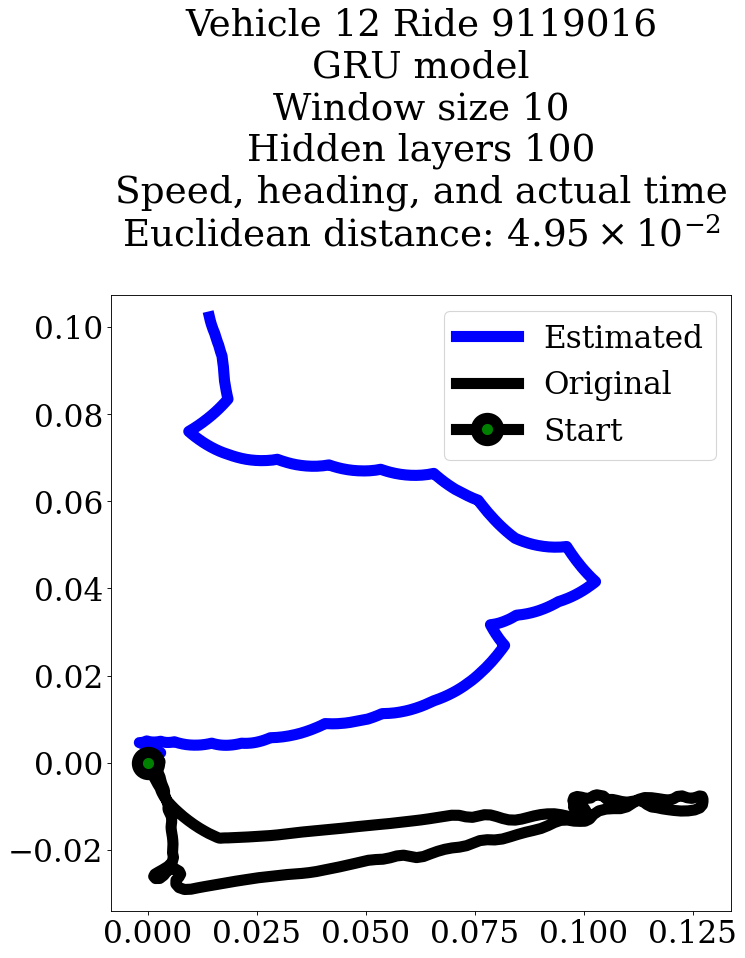 Vehicle 12 Ride 9119016
GRU model
Window size 10
Hidden layers 100
Speed, heading, and actual time
Euclidean distance: 4.95 × 10⁻²
Estimated
Original
Start
0.10
0.08
0.06
0.04
0.02
0.00
−0.02
0.000 0.025 0.050 0.075 0.100 0.125